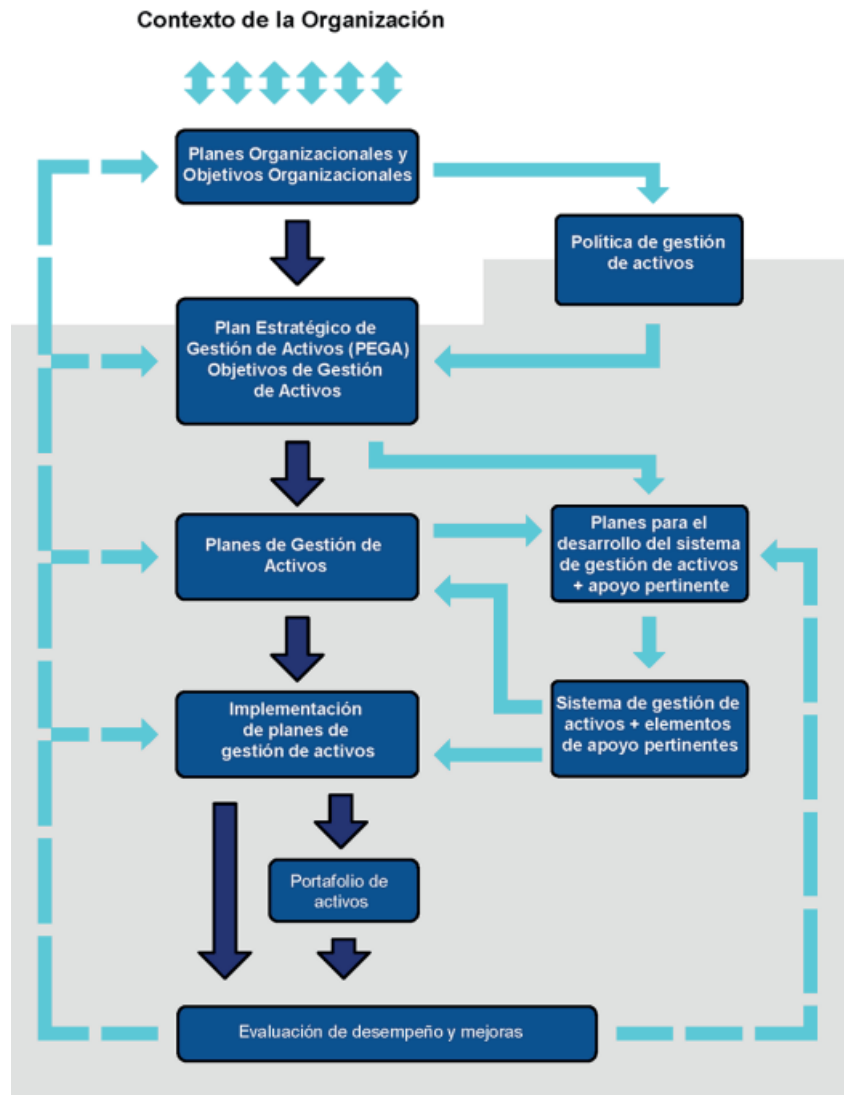 Contexto de la Organización
Planes Organizacionales y
Objetivos Organizacionales
Política de gestión
de activos
Plan Estratégico de
Gestión de Activos (PEGA)
Objetivos de Gestión
de Activos
Planes de Gestión de
Activos
Planes para el
desarrollo del sistema
de gestión de activos
+ apoyo pertinente
Implementación
de planes de
gestión de activos
Sistema de gestión de
activos + elementos
de apoyo pertinentes
Portafolio de
activos
Evaluación de desempeño y mejoras